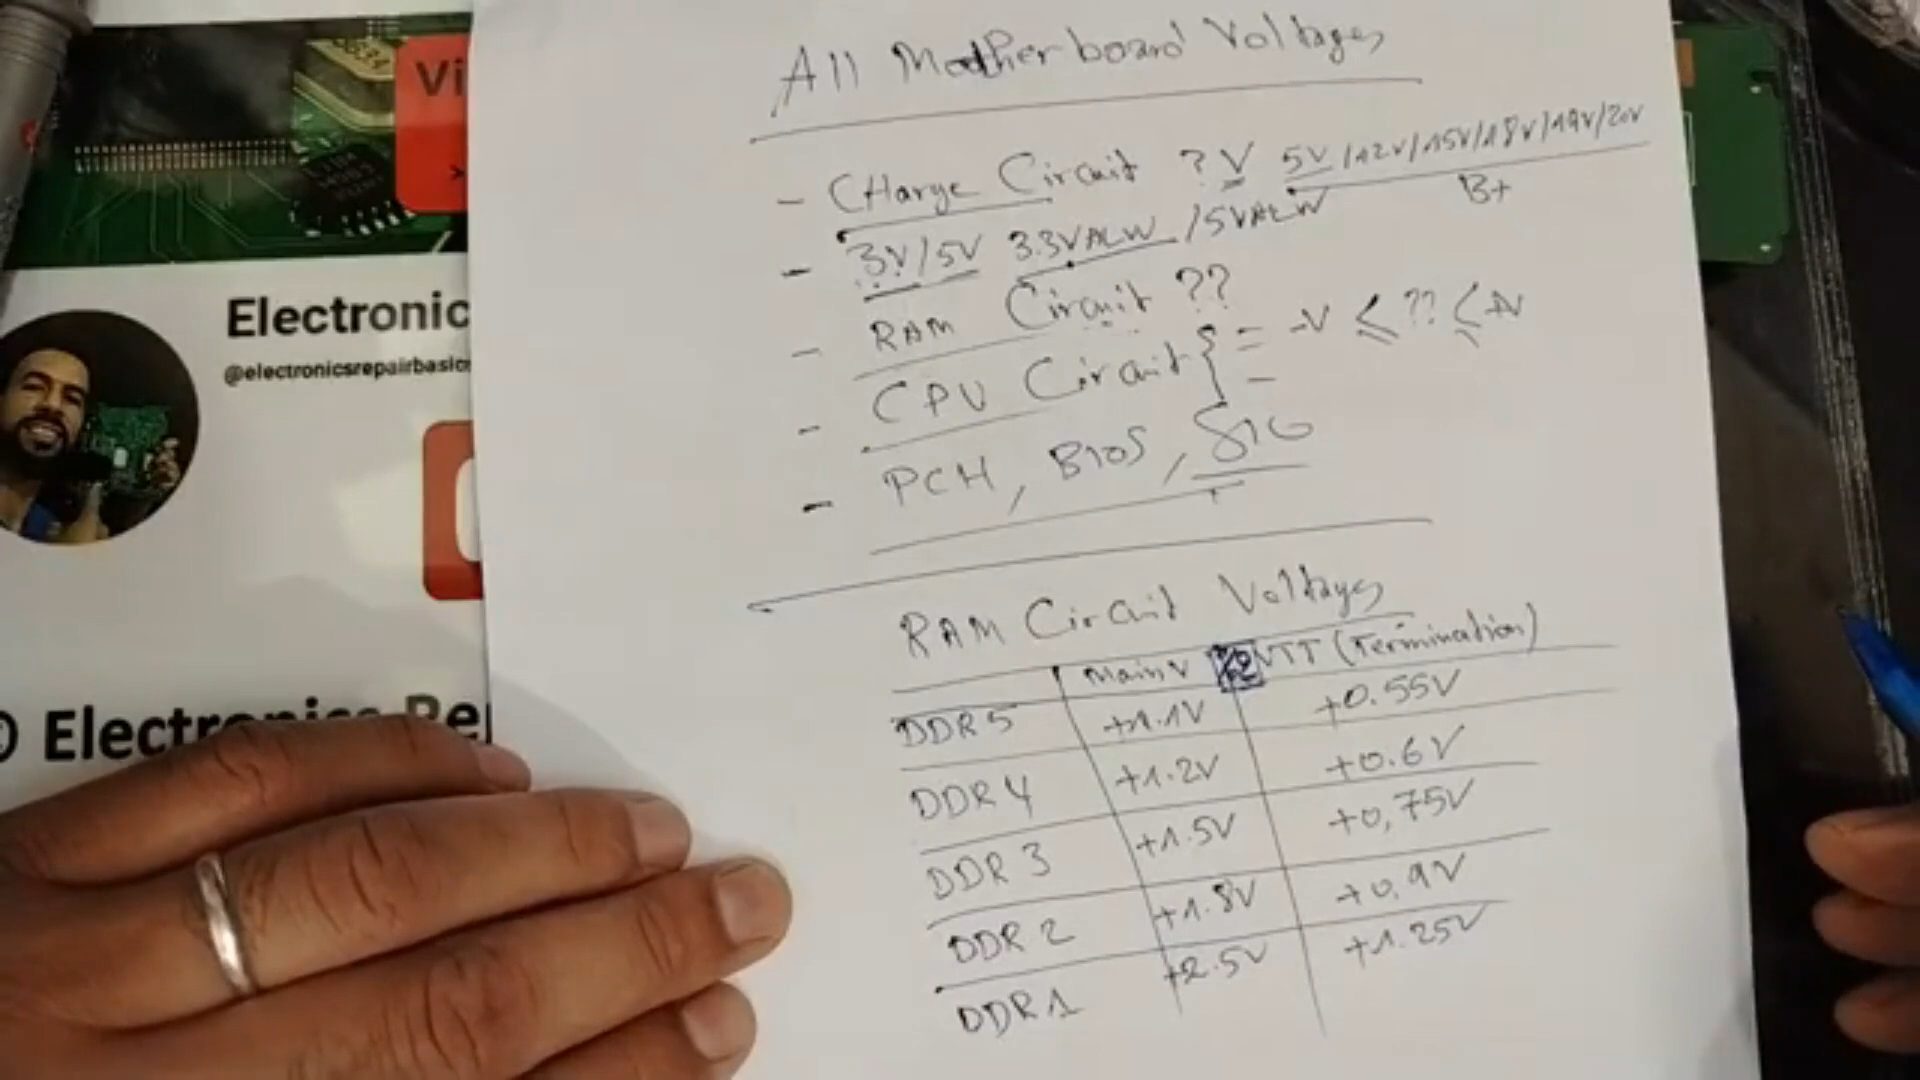 All Motherboard Voltages
- CHarge Circuit ? V 5V /12V/15V/18V/19V/20V
B+
- 3V/5V 3.3VALW /5VALW
- RAM Circuit ??
- CPU Circuit } = -V ≤ ?? ≤ +V
- PCH, BIOS, SIO
RAM Circuit Voltages
Main V 1/2 VTT (Termination)
DDR5 +1.1V +0.55V
DDR4 +1.2V +0.6V
DDR3 +1.5V +0,75V
DDR2 +1.8V +0,9V
DDR1 +2.5V +1.25V
Vi
>
Electronic
@electronicsrepairbasic
Electronics Re